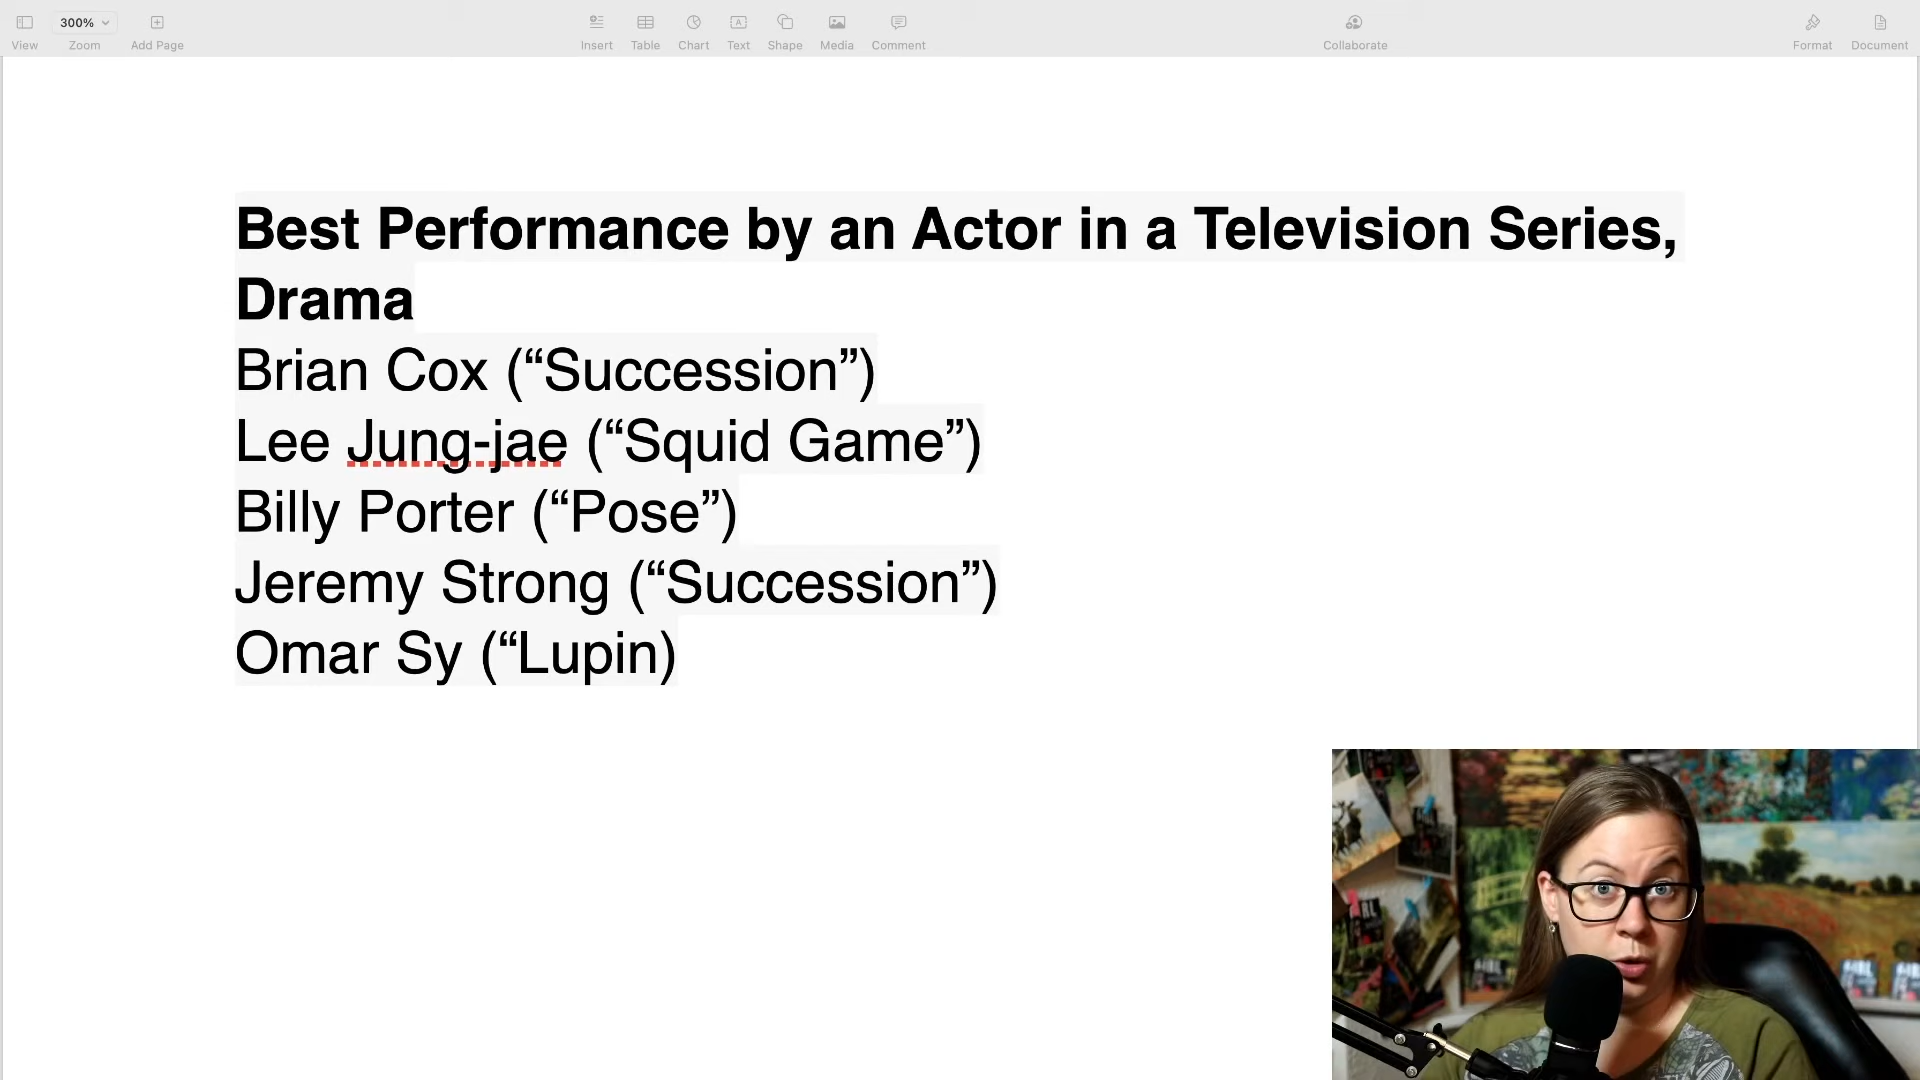 300%
View Zoom Add Page Insert Table Chart Text Shape Media Comment Collaborate Format Document
Best Performance by an Actor in a Television Series,
Drama
Brian Cox (“Succession”)
Lee Jung-jae (“Squid Game”)
Billy Porter (“Pose”)
Jeremy Strong (“Succession”)
Omar Sy (“Lupin)